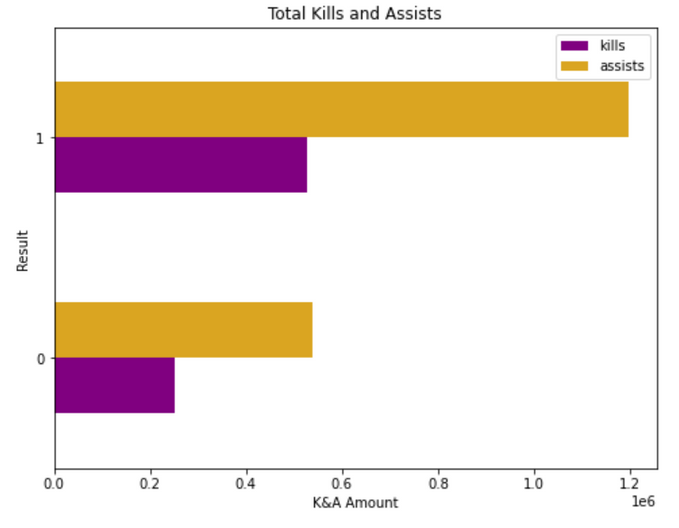 Total Kills and Assists
kills
assists
1
Result
0
0.0 0.2 0.4 0.6 0.8 1.0 1.2
1e6
K&A Amount